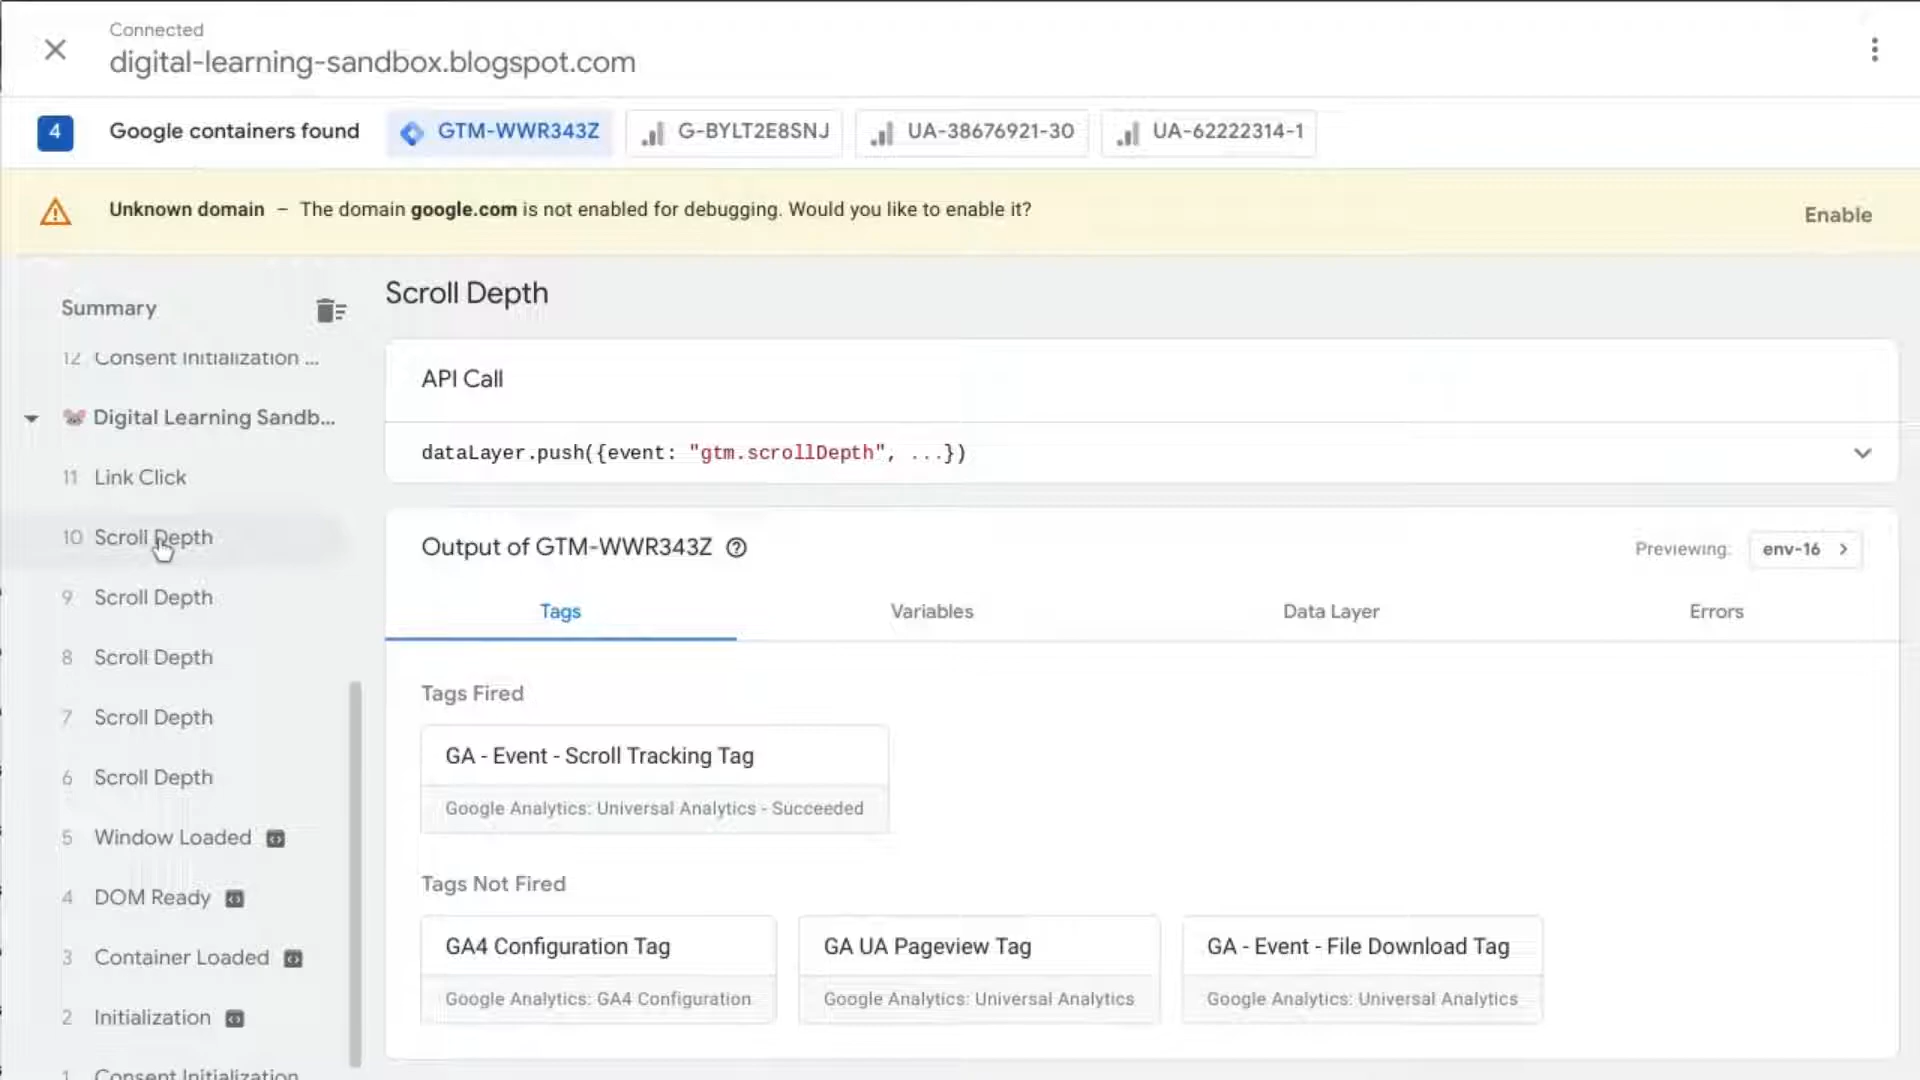 Connected
digital-learning-sandbox.blogspot.com
4 Google containers found GTM-WWR343Z G-BYLT2E8SNJ UA-38676921-30 UA-62222314-1
Unknown domain – The domain google.com is not enabled for debugging. Would you like to enable it? Enable
Summary
12 Consent Initialization ...
Digital Learning Sandb...
11 Link Click
10 Scroll Depth
9 Scroll Depth
8 Scroll Depth
7 Scroll Depth
6 Scroll Depth
5 Window Loaded
4 DOM Ready
3 Container Loaded
2 Initialization
1 Consent Initialization
Scroll Depth
API Call
dataLayer.push({event: "gtm.scrollDepth", ...})
Output of GTM-WWR343Z
Previewing: env-16
Tags Variables Data Layer Errors
Tags Fired
GA - Event - Scroll Tracking Tag
Google Analytics: Universal Analytics - Succeeded
Tags Not Fired
GA4 Configuration Tag
Google Analytics: GA4 Configuration
GA UA Pageview Tag
Google Analytics: Universal Analytics
GA - Event - File Download Tag
Google Analytics: Universal Analytics